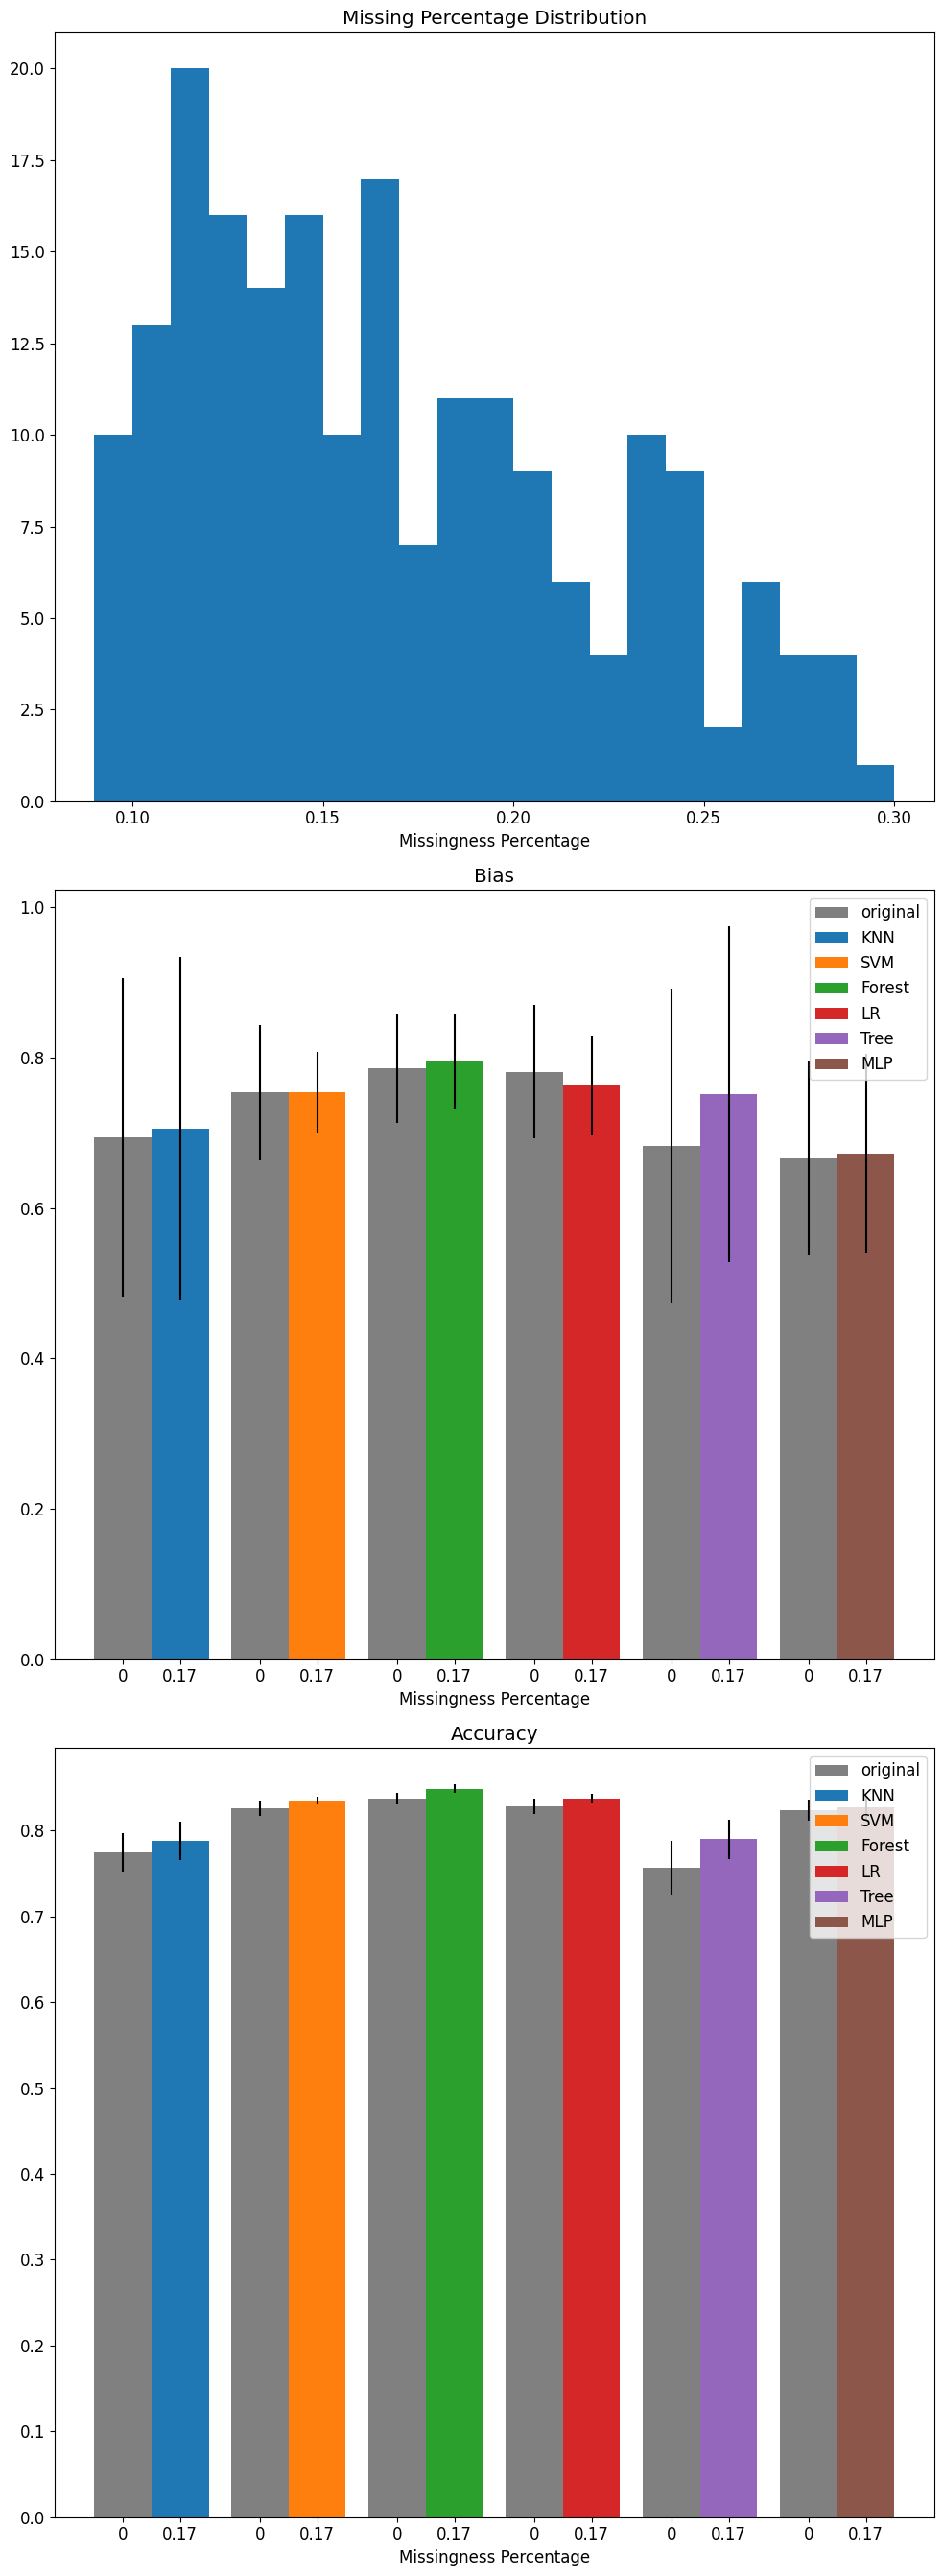 Missing Percentage Distribution
20.0
17.5
15.0
12.5
10.0
7.5
5.0
2.5
0.0
0.10 0.15 0.20 0.25 0.30
Missingness Percentage
Bias
1.0
0.8
0.6
0.4
0.2
0.0
original
KNN
SVM
Forest
LR
Tree
MLP
0 0.17 0 0.17 0 0.17 0 0.17 0 0.17 0 0.17
Missingness Percentage
Accuracy
0.8
0.7
0.6
0.5
0.4
0.3
0.2
0.1
0.0
original
KNN
SVM
Forest
LR
Tree
MLP
0 0.17 0 0.17 0 0.17 0 0.17 0 0.17 0 0.17
Missingness Percentage